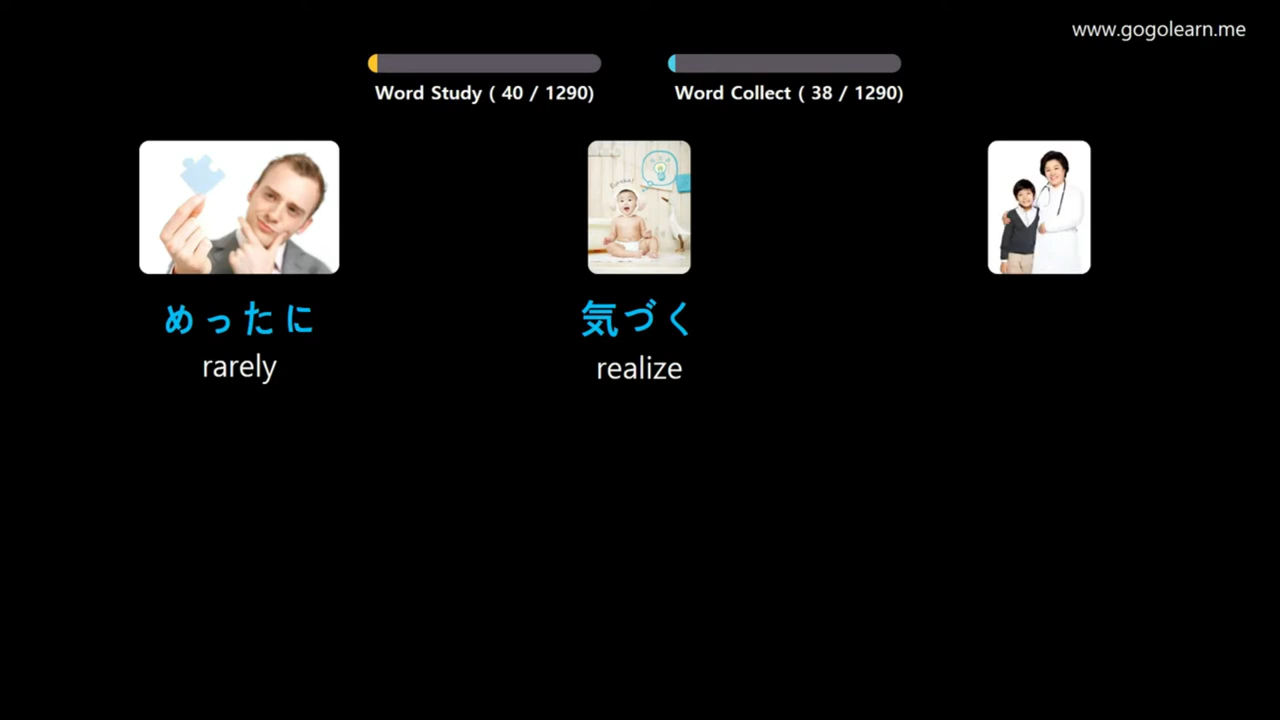 www.gogolearn.me
Word Study ( 40 / 1290)
Word Collect ( 38 / 1290)
Eureka!
めったに
気づく
rarely
realize